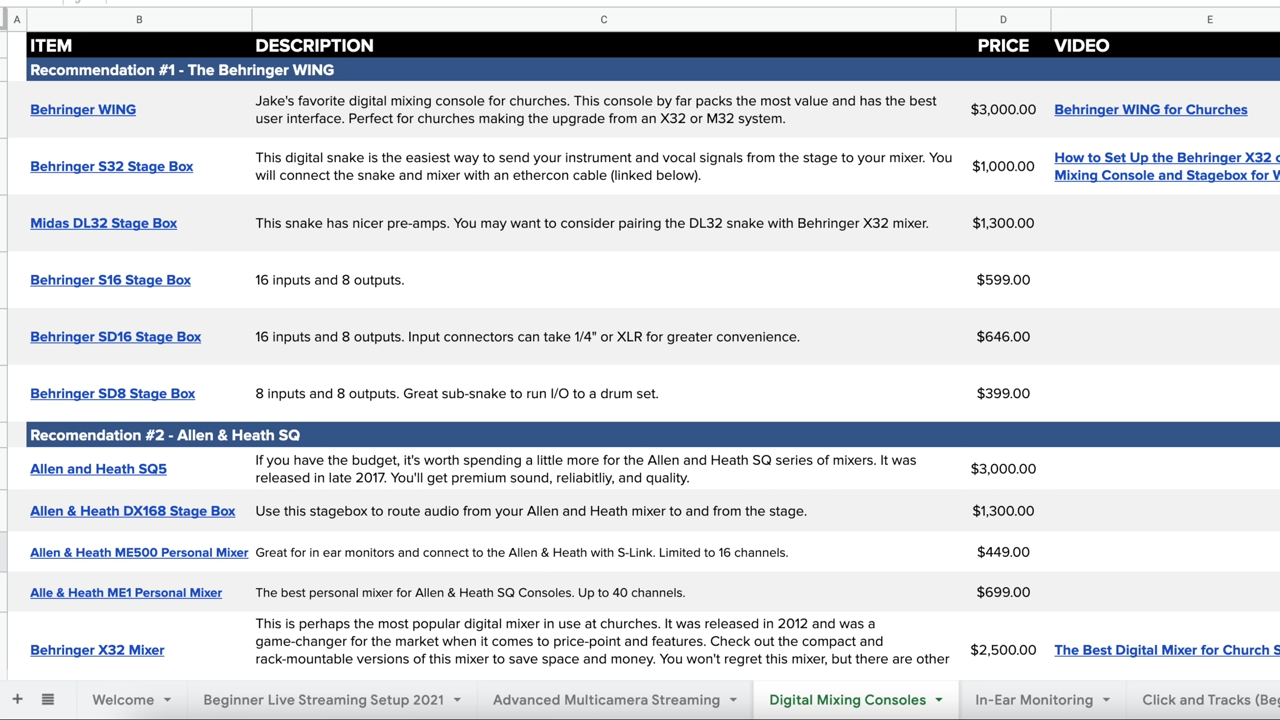 A B C D E
ITEM DESCRIPTION PRICE VIDEO
Recommendation #1 - The Behringer WING
Behringer WING
Jake's favorite digital mixing console for churches. This console by far packs the most value and has the best
user interface. Perfect for churches making the upgrade from an X32 or M32 system.
$3,000.00
Behringer WING for Churches
Behringer S32 Stage Box
This digital snake is the easiest way to send your instrument and vocal signals from the stage to your mixer. You
will connect the snake and mixer with an ethercon cable (linked below).
$1,000.00
How to Set Up the Behringer X32
Mixing Console and Stagebox for
Midas DL32 Stage Box
This snake has nicer pre-amps. You may want to consider pairing the DL32 snake with Behringer X32 mixer.
$1,300.00
Behringer S16 Stage Box
16 inputs and 8 outputs.
$599.00
Behringer SD16 Stage Box
16 inputs and 8 outputs. Input connectors can take 1/4" or XLR for greater convenience.
$646.00
Behringer SD8 Stage Box
8 inputs and 8 outputs. Great sub-snake to run I/O to a drum set.
$399.00
Recomendation #2 - Allen & Heath SQ
Allen and Heath SQ5
If you have the budget, it's worth spending a little more for the Allen and Heath SQ series of mixers. It was
released in late 2017. You'll get premium sound, reliabitliy, and quality.
$3,000.00
Allen & Heath DX168 Stage Box
Use this stagebox to route audio from your Allen and Heath mixer to and from the stage.
$1,300.00
Allen & Heath ME500 Personal Mixer
Great for in ear monitors and connect to the Allen & Heath with S-Link. Limited to 16 channels.
$449.00
Alle & Heath ME1 Personal Mixer
The best personal mixer for Allen & Heath SQ Consoles. Up to 40 channels.
$699.00
Behringer X32 Mixer
This is perhaps the most popular digital mixer in use at churches. It was released in 2012 and was a
game-changer for the market when it comes to price-point and features. Check out the compact and
rack-mountable versions of this mixer to save space and money. You won't regret this mixer, but there are other
$2,500.00
The Best Digital Mixer for Church S
+ Welcome Beginner Live Streaming Setup 2021 Advanced Multicamera Streaming Digital Mixing Consoles In-Ear Monitoring Click and Tracks (Be